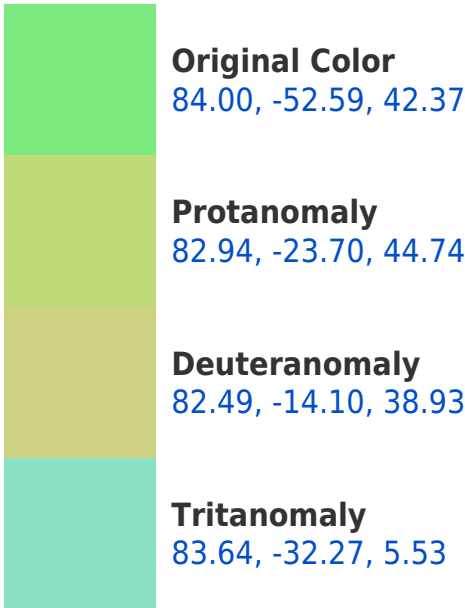 Original Color
84.00, -52.59, 42.37
Protanomaly
82.94, -23.70, 44.74
Deuteranomaly
82.49, -14.10, 38.93
Tritanomaly
83.64, -32.27, 5.53